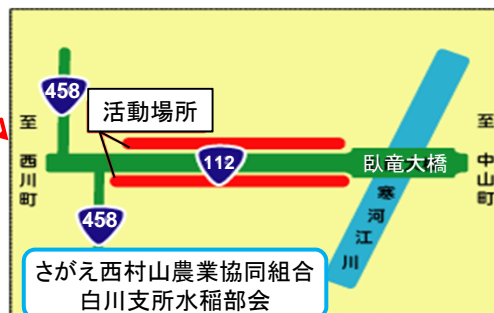 458
活動場所
至 西川町
112
臥竜大橋
至 中山町
458
寒河江川
さがえ西村山農業協同組合
白川支所水稲部会